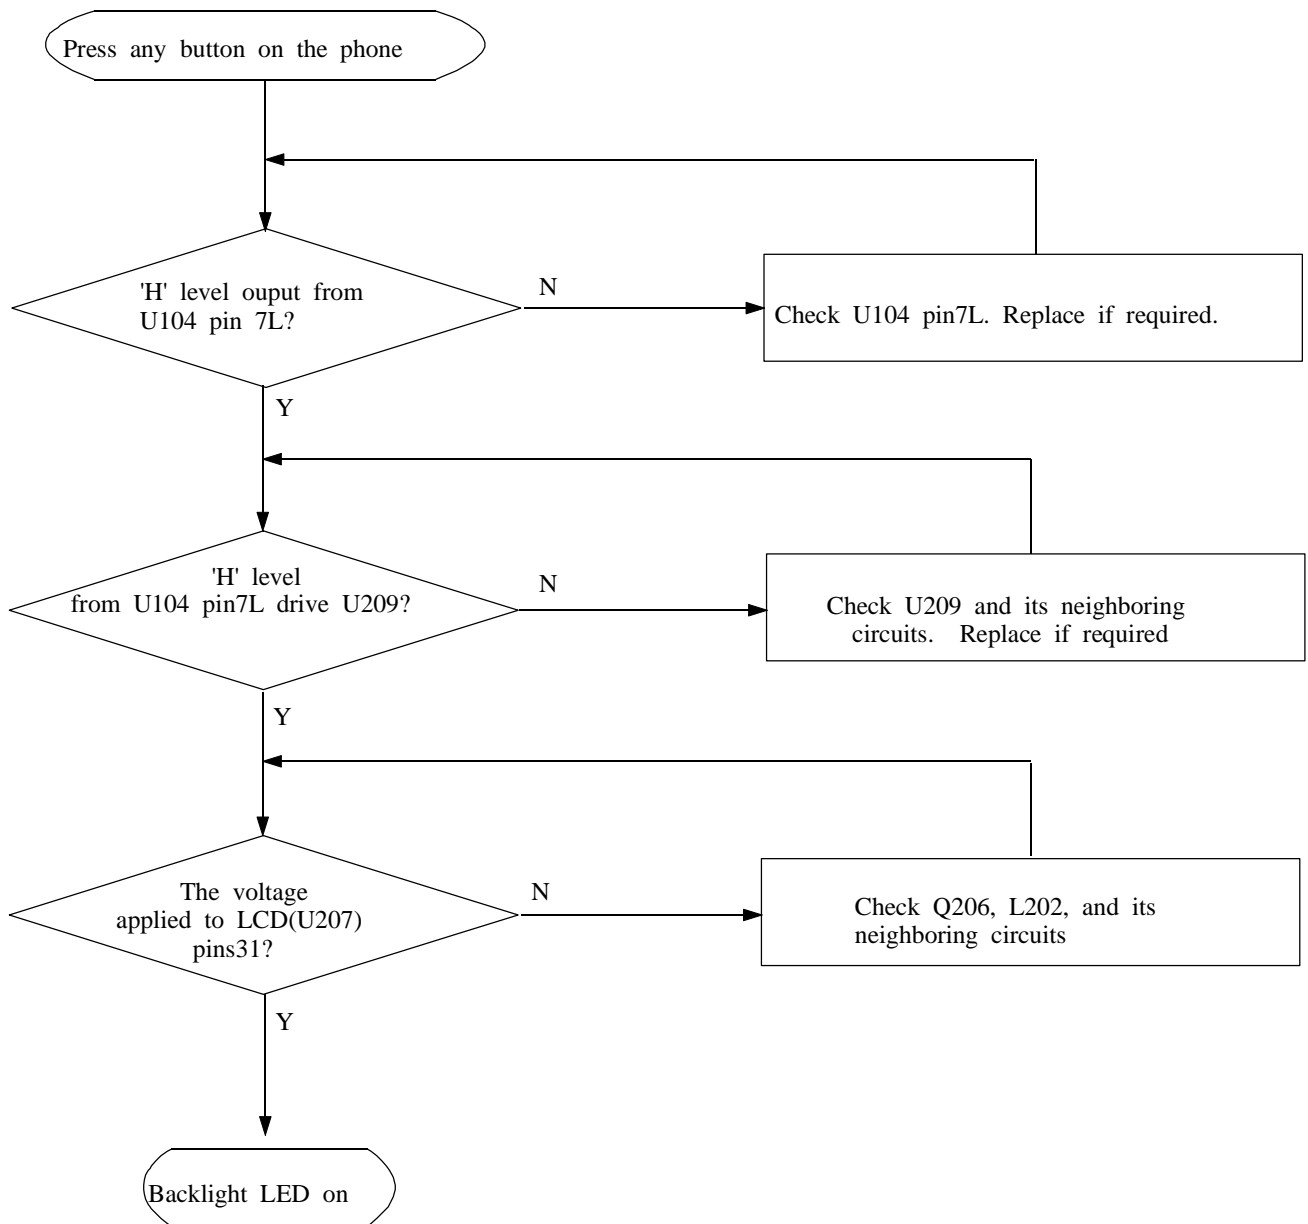 Press any button on the phone
'H' level ouput from
U104 pin 7L?
N
Check U104 pin7L. Replace if required.
Y
'H' level
from U104 pin7L drive U209?
N
Check U209 and its neighboring
circuits. Replace if required
Y
The voltage
applied to LCD(U207)
pins31?
N
Check Q206, L202, and its
neighboring circuits
Y
Backlight LED on